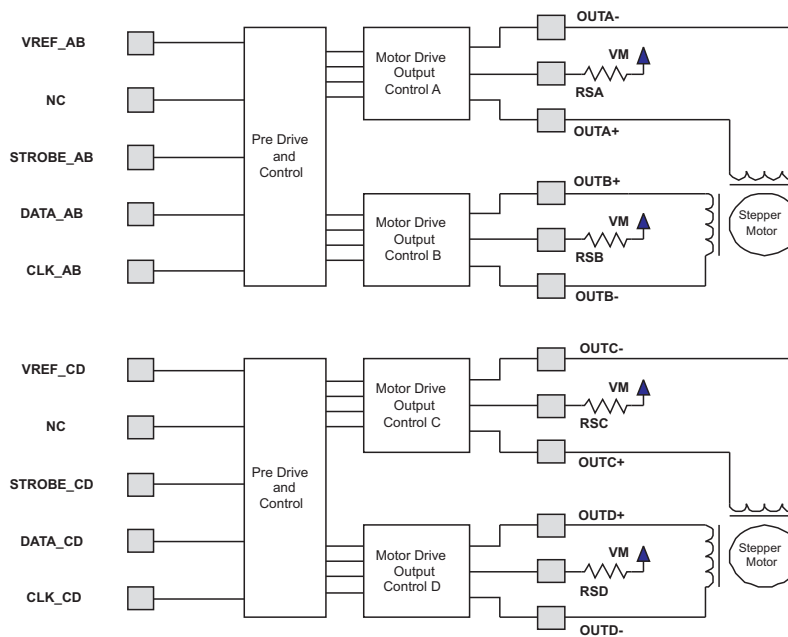 OUTA-
VREF_AB
VM
Motor Drive
Output
Control A
RSA
NC
OUTA+
Pre Drive
and
Control
STROBE_AB
OUTB+
DATA_AB
Motor Drive
Output
Control B
VM
RSB
Stepper
Motor
CLK_AB
OUTB-
OUTC-
VREF_CD
VM
Motor Drive
Output
Control C
RSC
NC
OUTC+
Pre Drive
and
Control
STROBE_CD
OUTD+
DATA_CD
Motor Drive
Output
Control D
VM
RSD
Stepper
Motor
CLK_CD
OUTD-